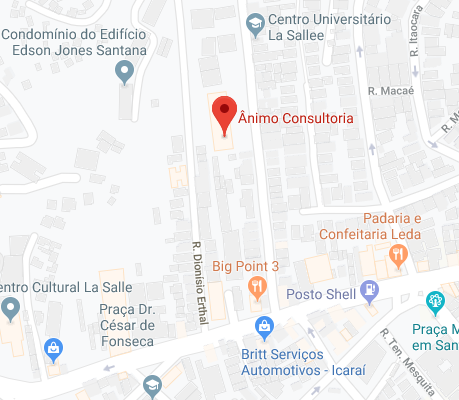 Centro Universitário
La Sallee
Condomínio do Edifício
Edson Jones Santana
R. Itaocara
R. Macaé
R. M
Ânimo Consultoria
Padaria e
Confeitaria Leda
R. Dionísio Erthal
Big Point 3
Posto Shell
entro Cultural La Salle
Praça Dr.
César de
Fonseca
Praça M
em San
Britt Serviços
Automotivos - Icaraí
R. Ten. Mesquita